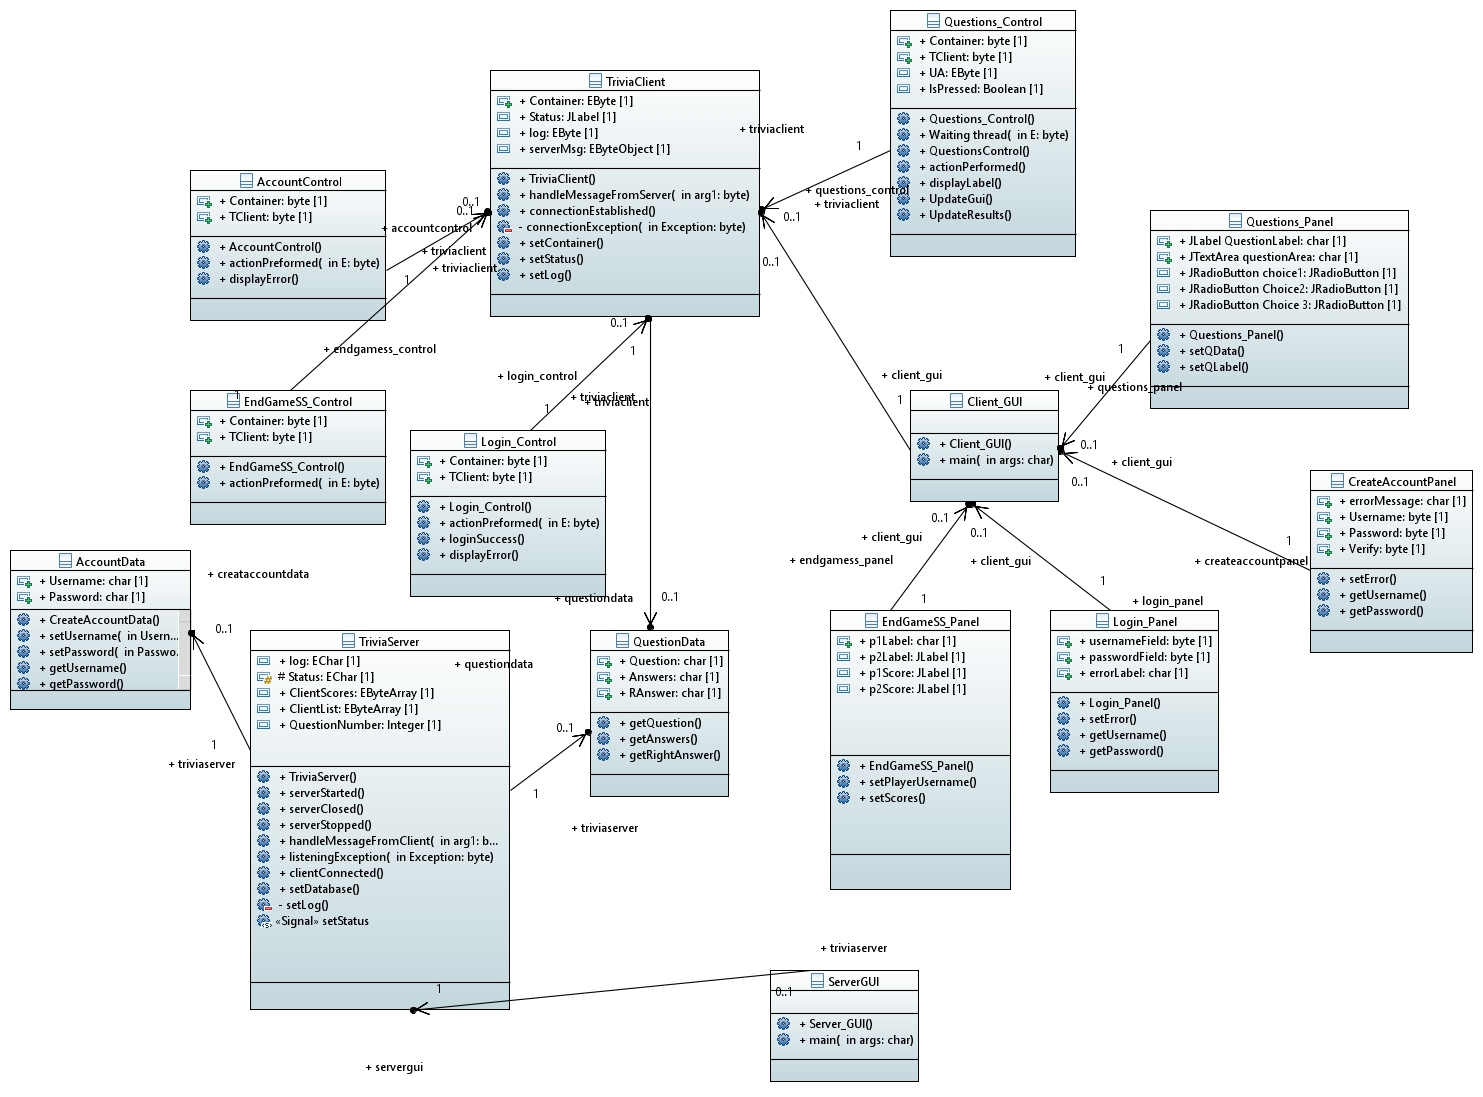 Questions_Control
+ Container: byte [1]
+ TClient: byte [1]
+ UA: EByte [1]
+ IsPressed: Boolean [1]
+ Questions_Control()
+ Waiting thread( in E: byte)
+ QuestionsControl()
+ actionPerformed()
+ displayLabel()
+ UpdateGui()
+ UpdateResults()
TriviaClient
+ Container: EByte [1]
+ Status: JLabel [1]
+ log: EByte [1]
+ serverMsg: EByteObject [1]
+ TriviaClient()
+ handleMessageFromServer( in arg1: byte)
+ connectionEstablished()
- connectionException( in Exception: byte)
+ setContainer()
+ setStatus()
+ setLog()
+ triviaclient
1
+ questions_control
+ triviaclient
0..1
0..1
AccountControl
+ Container: byte [1]
+ TClient: byte [1]
+ AccountControl()
+ actionPreformed( in E: byte)
+ displayError()
0..1
0..1
+ accountcontrol
+ triviaclient
+ triviaclient
1
+ endgamess_control
1
Questions_Panel
+ JLabel QuestionLabel: char [1]
+ JTextArea questionArea: char [1]
+ JRadioButton choice1: JRadioButton [1]
+ JRadioButton Choice2: JRadioButton [1]
+ JRadioButton Choice 3: JRadioButton [1]
+ Questions_Panel()
+ setQData()
+ setQLabel()
0..1
1
+ login_control
+ triviaclient
+ triviaclient
1
+ client_gui
1
1
+ client_gui
+ questions_panel
EndGameSS_Control
+ Container: byte [1]
+ TClient: byte [1]
+ EndGameSS_Control()
+ actionPreformed( in E: byte)
Login_Control
+ Container: byte [1]
+ TClient: byte [1]
+ Login_Control()
+ actionPreformed( in E: byte)
+ loginSuccess()
+ displayError()
Client_GUI
+ Client_GUI()
+ main( in args: char)
0..1
+ client_gui
0..1
0..1
0..1
+ client_gui
+ endgamess_panel
+ client_gui
1
1
+ login_panel
1
+ createaccountpanel
CreateAccountPanel
+ errorMessage: char [1]
+ Username: byte [1]
+ Password: byte [1]
+ Verify: byte [1]
+ setError()
+ getUsername()
+ getPassword()
AccountData
+ Username: char [1]
+ Password: char [1]
+ CreateAccountData()
+ setUsername( in Usern...
+ setPassword( in Passwo...
+ getUsername()
+ getPassword()
+ creataccountdata
0..1
1
+ triviaserver
TriviaServer
+ log: EChar [1]
# Status: EChar [1]
+ ClientScores: EByteArray [1]
+ ClientList: EByteArray [1]
+ QuestionNumber: Integer [1]
+ TriviaServer()
+ serverStarted()
+ serverClosed()
+ serverStopped()
+ handleMessageFromClient( in arg1: b...
+ listeningException( in Exception: byte)
+ clientConnected()
+ setDatabase()
- setLog()
«Signal» setStatus
+ questiondata
0..1
+ questiondata
0..1
1
+ triviaserver
QuestionData
+ Question: char [1]
+ Answers: char [1]
+ RAnswer: char [1]
+ getQuestion()
+ getAnswers()
+ getRightAnswer()
EndGameSS_Panel
+ p1Label: char [1]
+ p2Label: JLabel [1]
+ p1Score: JLabel [1]
+ p2Score: JLabel [1]
+ EndGameSS_Panel()
+ setPlayerUsername()
+ setScores()
Login_Panel
+ usernameField: byte [1]
+ passwordField: byte [1]
+ errorLabel: char [1]
+ Login_Panel()
+ setError()
+ getUsername()
+ getPassword()
+ triviaserver
1
0..1
ServerGUI
+ Server_GUI()
+ main( in args: char)
+ servergui